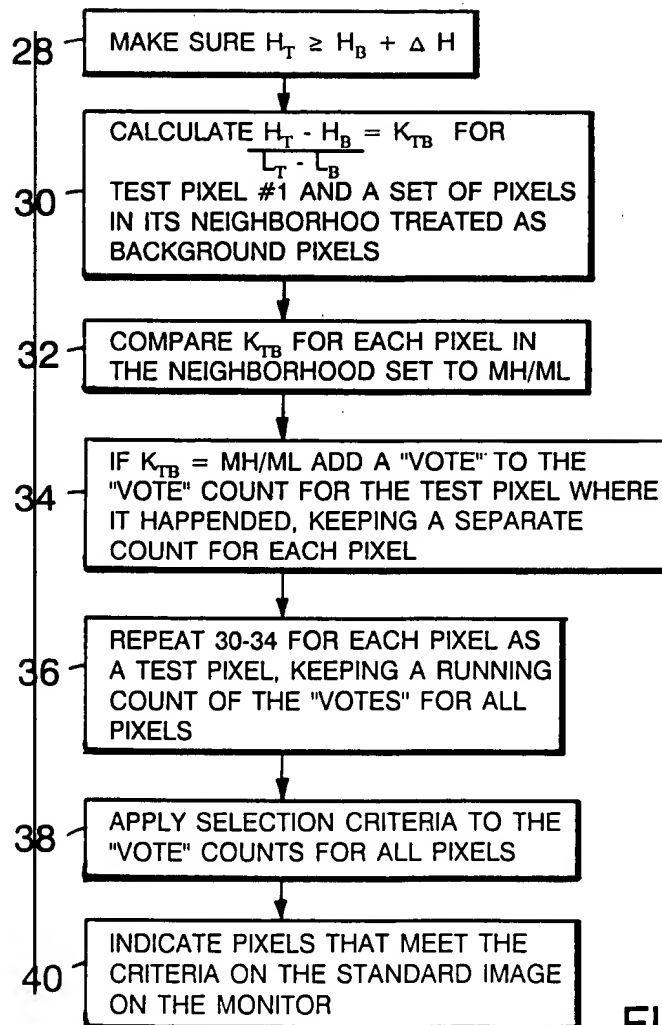 28
MAKE SURE H_T ≥ H_B + Δ H
CALCULATE H_T - H_B = K_TB FOR
L_T - L_B
30
TEST PIXEL #1 AND A SET OF PIXELS
IN ITS NEIGHBORHOO TREATED AS
BACKGROUND PIXELS
32
COMPARE K_TB FOR EACH PIXEL IN
THE NEIGHBORHOOD SET TO MH/ML
34
IF K_TB = MH/ML ADD A "VOTE" TO THE
"VOTE" COUNT FOR THE TEST PIXEL WHERE
IT HAPPENDED, KEEPING A SEPARATE
COUNT FOR EACH PIXEL
36
REPEAT 30-34 FOR EACH PIXEL AS
A TEST PIXEL, KEEPING A RUNNING
COUNT OF THE "VOTES" FOR ALL
PIXELS
38
APPLY SELECTION CRITERIA TO THE
"VOTE" COUNTS FOR ALL PIXELS
40
INDICATE PIXELS THAT MEET THE
CRITERIA ON THE STANDARD IMAGE
ON THE MONITOR